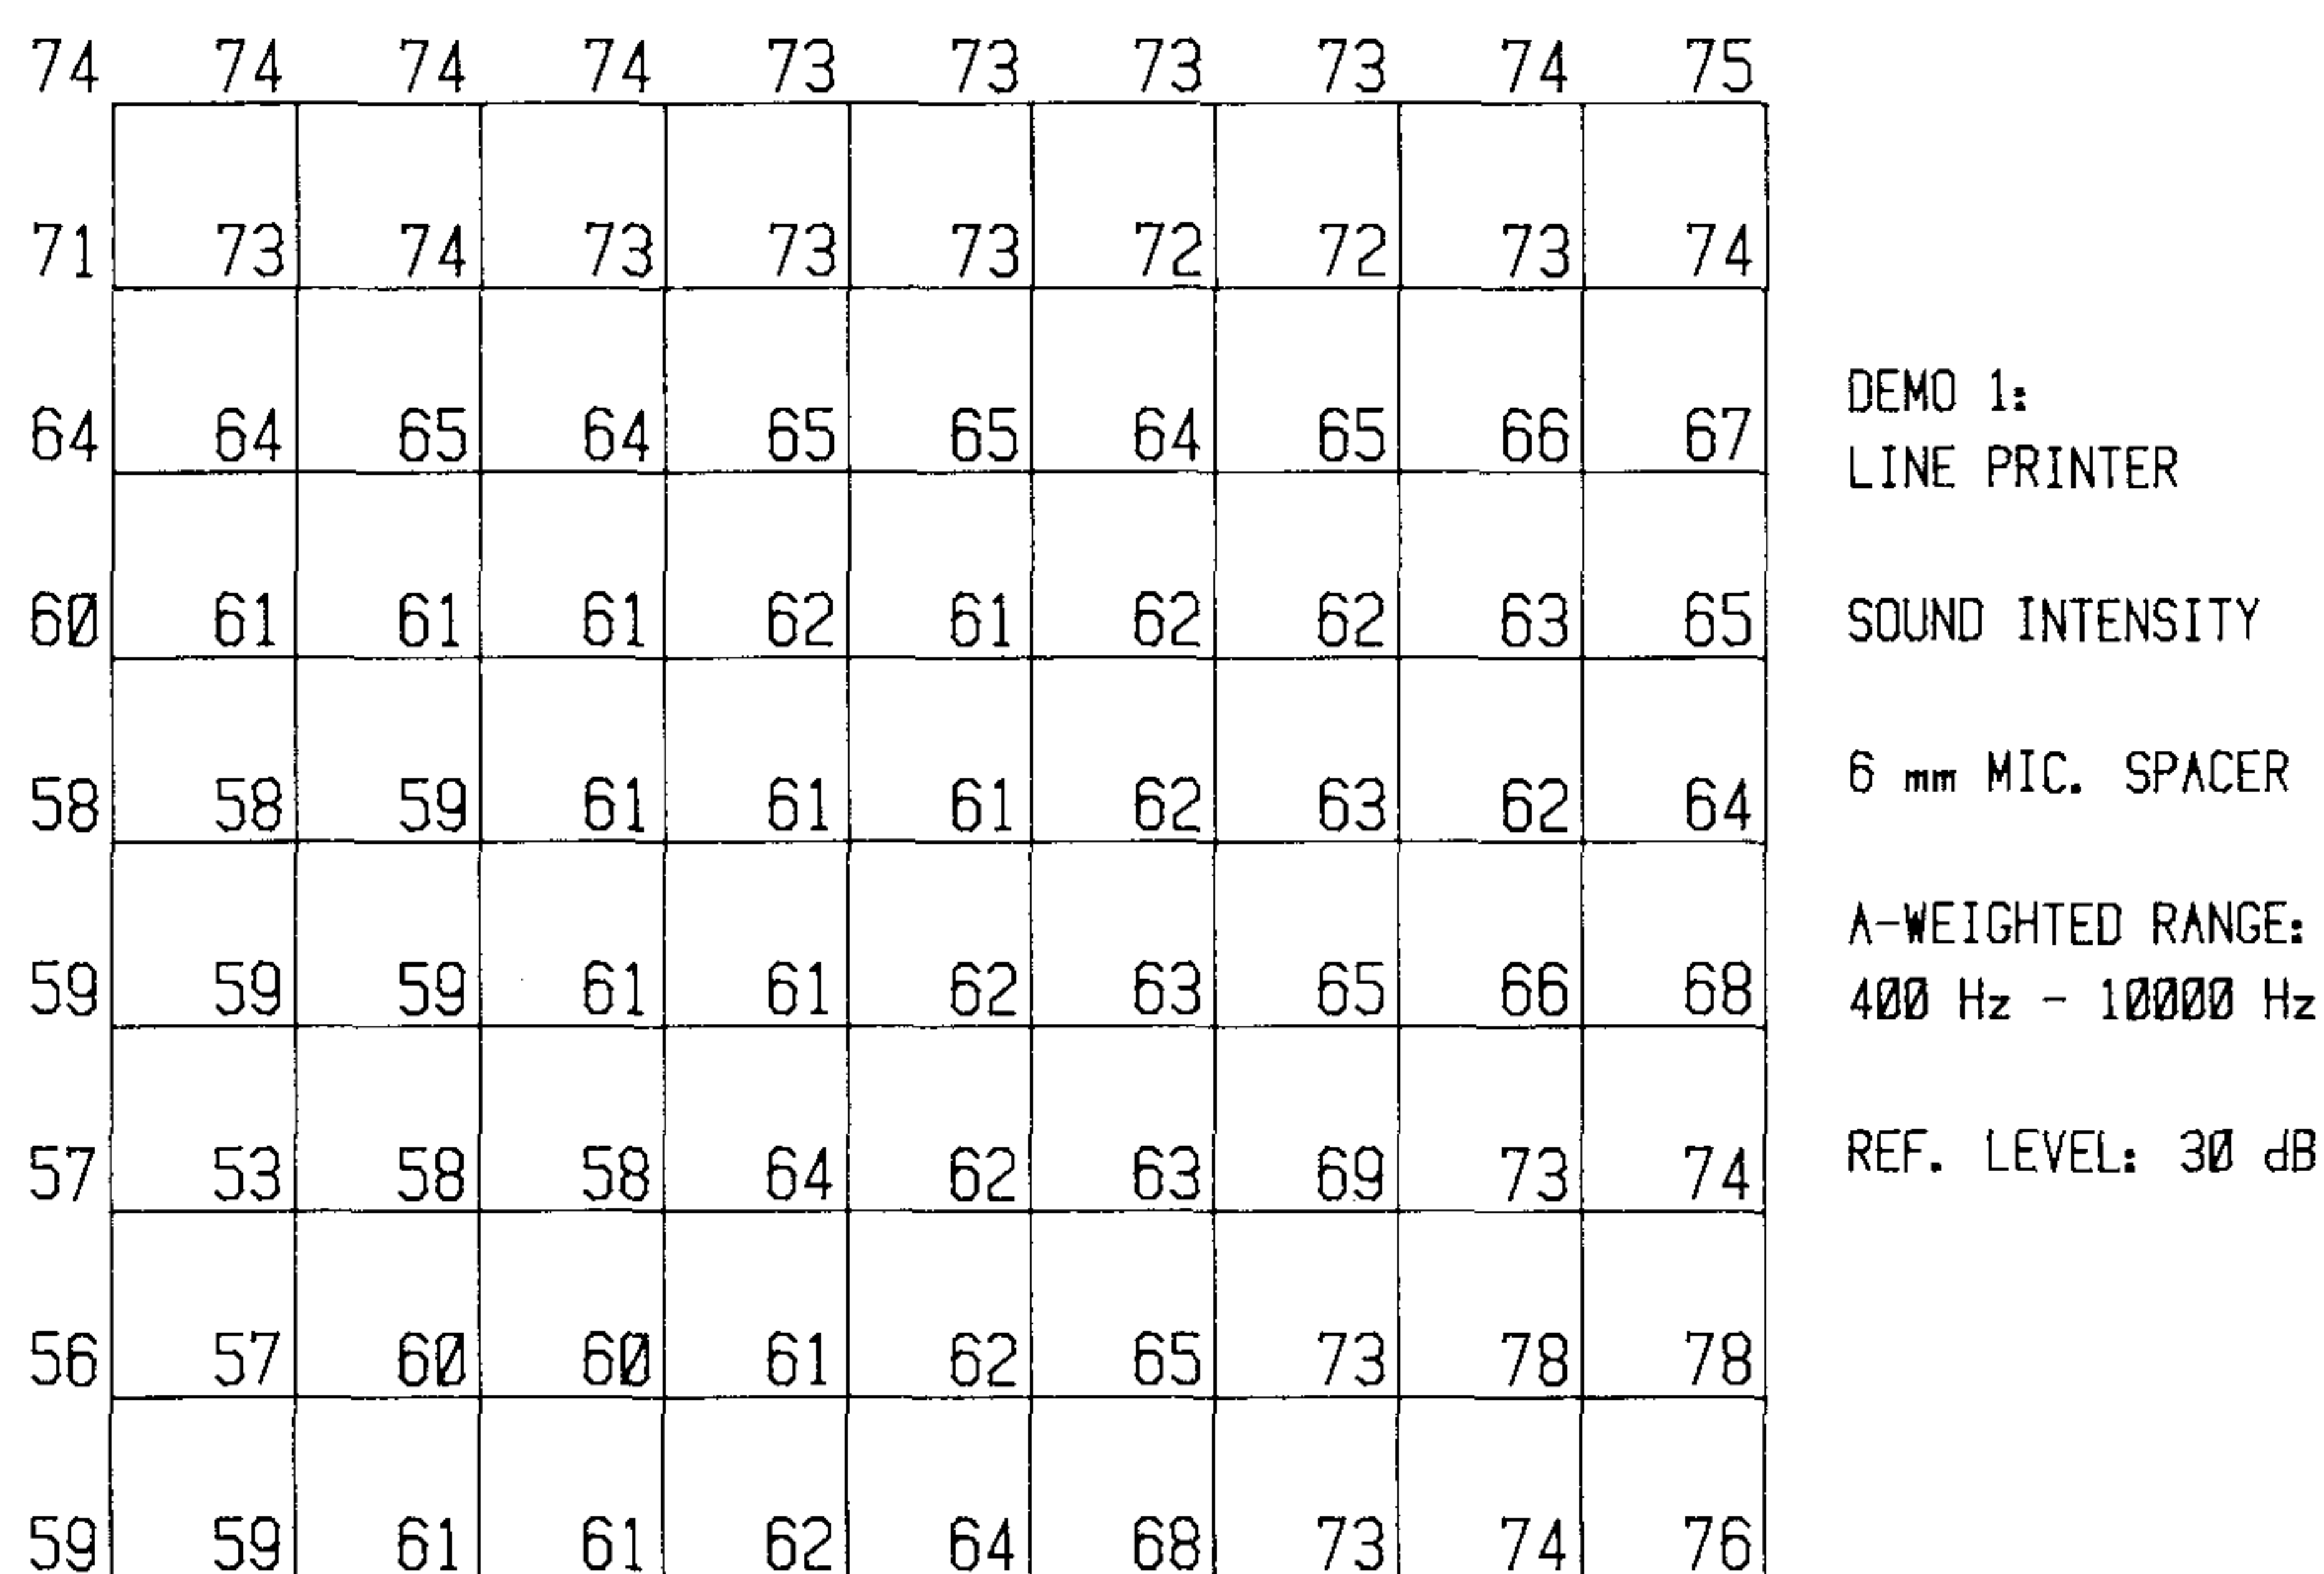 74 74 74 74 73 73 73 73 74 75
71 73 74 73 73 73 72 72 73 74
64 64 65 64 65 65 64 65 66 67
60 61 61 61 62 61 62 62 63 65
58 58 59 61 61 61 62 63 62 64
59 59 59 61 61 62 63 65 66 68
57 53 58 58 64 62 63 69 73 74
56 57 60 60 61 62 65 73 78 78
59 59 61 61 62 64 68 73 74 76
DEMO 1:
LINE PRINTER
SOUND INTENSITY
6 mm MIC. SPACER
A-WEIGHTED RANGE:
400 Hz - 10000 Hz
REF. LEVEL: 30 dB